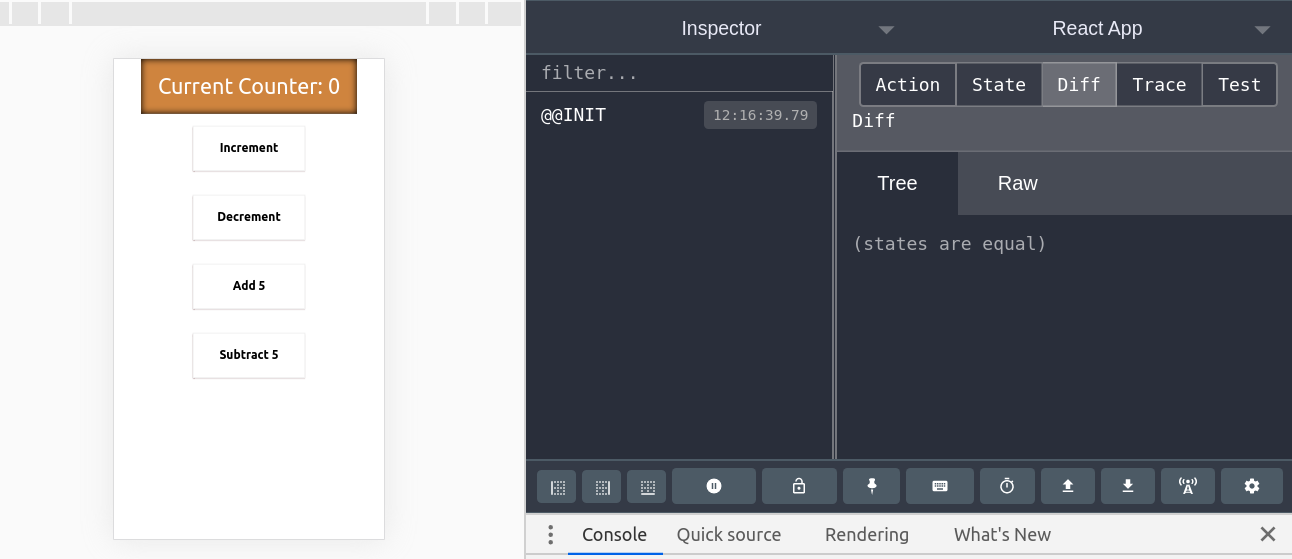 Current Counter: 0
Increment
Decrement
Add 5
Subtract 5
Inspector
React App
filter...
@@INIT 12:16:39.79
Action State Diff Trace Test
Diff
Tree Raw
(states are equal)
Console Quick source Rendering What's New